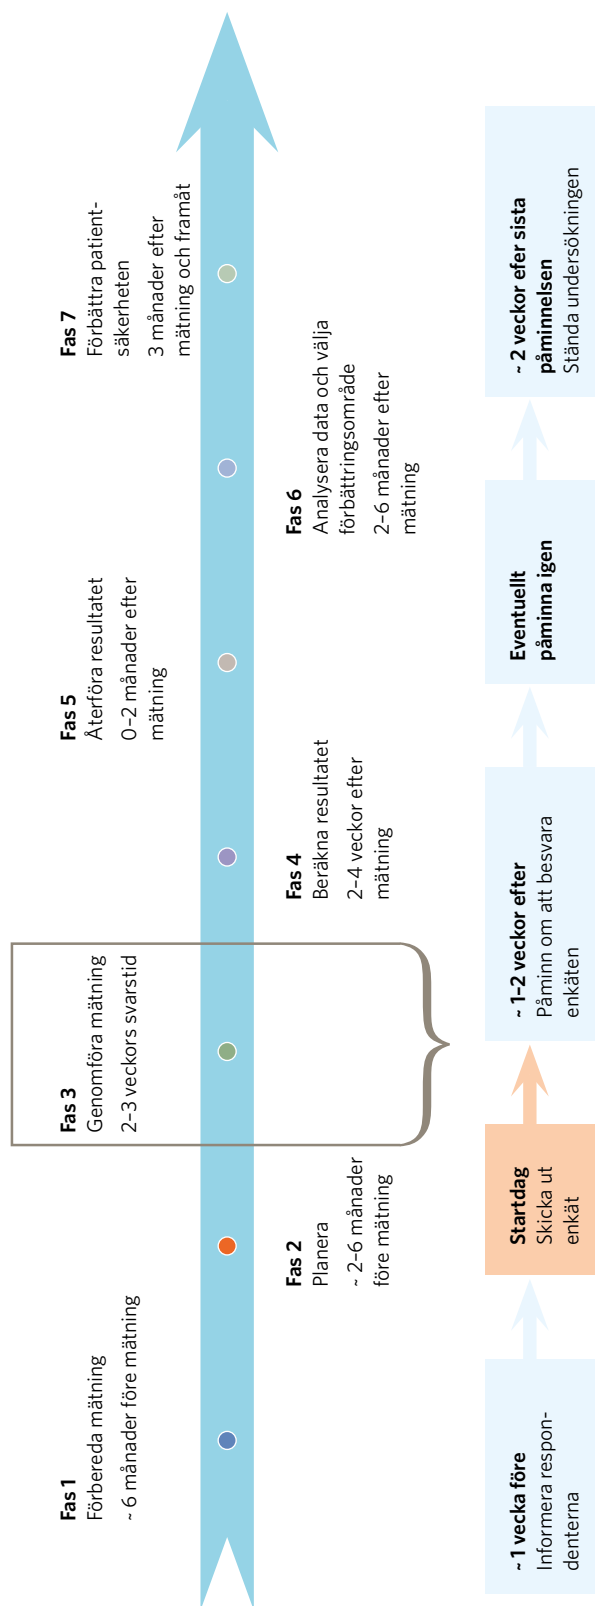 Fas 1
Förbereda mätning
~ 6 månader före mätning
Fas 2
Planera
~ 2–6 månader
före mätning
Fas 3
Genomföra mätning
2–3 veckors svarstid
Fas 4
Beräkna resultatet
2–4 veckor efter
mätning
Fas 5
Återföra resultatet
0–2 månader efter
mätning
Fas 6
Analysera data och välja
förbättringsområde
2–6 månader efter
mätning
Fas 7
Förbättra patient-
säkerheten
3 månader efter
mätning och framåt
~ 1 vecka före
Informera respon-
denterna
Startdag
Skicka ut
enkät
~ 1–2 veckor efter
Påminn om att besvara
enkäten
Eventuellt
påminna igen
~ 2 veckor efer sista
påminnelsen
Stända undersökningen